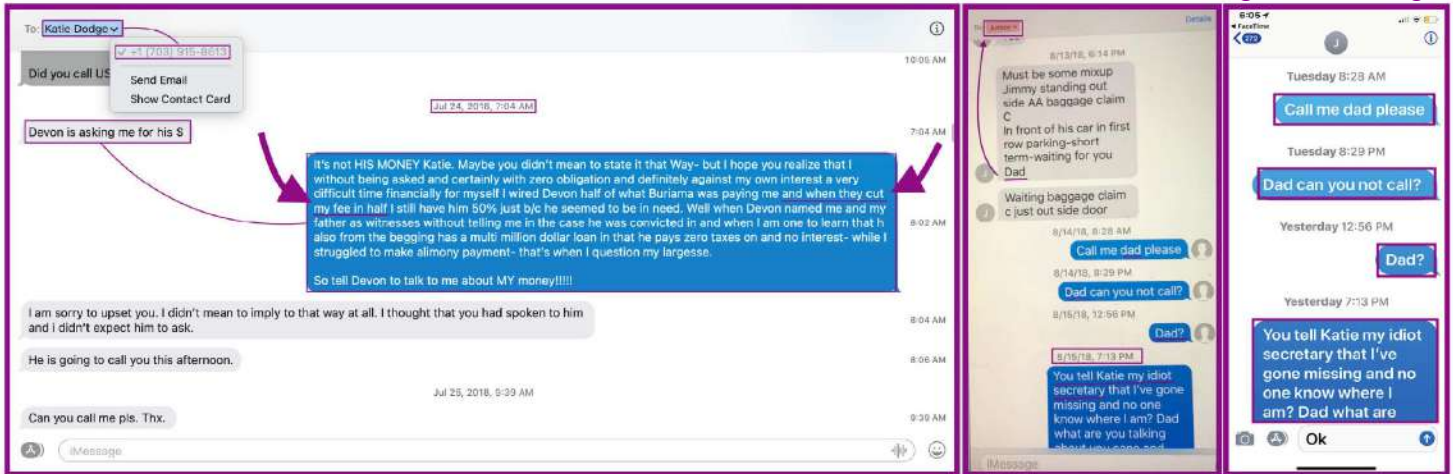 To: Katie Dodge
+1 (703) 915-8613
Send Email
Show Contact Card
Did you call US
10:05 AM
Jul 24, 2018, 7:04 AM
Devon is asking me for his $
7:04 AM
It's not HIS MONEY Katie. Maybe you didn't mean to state it that Way- but I hope you realize that I
without being asked and certainly with zero obligation and definitely against my own interest a very
difficult time financially for myself I wired Devon half of what Buriama was paying me and when they cut
my fee in half I still have him 50% just b/c he seemed to be in need. Well when Devon named me and my
father as witnesses without telling me in the case he was convicted in and when I am one to learn that h
also from the begging has a multi million dollar loan in that he pays zero taxes on and no interest- while I
struggled to make alimony payment- that's when I question my largesse.
So tell Devon to talk to me about MY money!!!!!
8:02 AM
I am sorry to upset you. I didn't mean to imply to that way at all. I thought that you had spoken to him
and i didn't expect him to ask.
8:04 AM
He is going to call you this afternoon.
8:06 AM
Jul 25, 2018, 9:39 AM
Can you call me pls. Thx.
9:39 AM
iMessage
Details
8/13/18, 6:14 PM
Must be some mixup
Jimmy standing out
side AA baggage claim
C
In front of his car in first
row parking-short
term-waiting for you
Dad
J
Waiting baggage claim
c just out side door
J
8/14/18, 8:28 AM
Call me dad please
8/14/18, 8:29 PM
Dad can you not call?
8/15/18, 12:56 PM
Dad?
8/15/18, 7:13 PM
You tell Katie my idiot
secretary that I've gone
missing and no one
know where I am? Dad
what are you talking
iMessage
6:05
FaceTime
J
Tuesday 8:28 AM
Call me dad please
Tuesday 8:29 PM
Dad can you not call?
Yesterday 12:56 PM
Dad?
Yesterday 7:13 PM
You tell Katie my idiot
secretary that I've
gone missing and no
one know where I
am? Dad what are
Ok